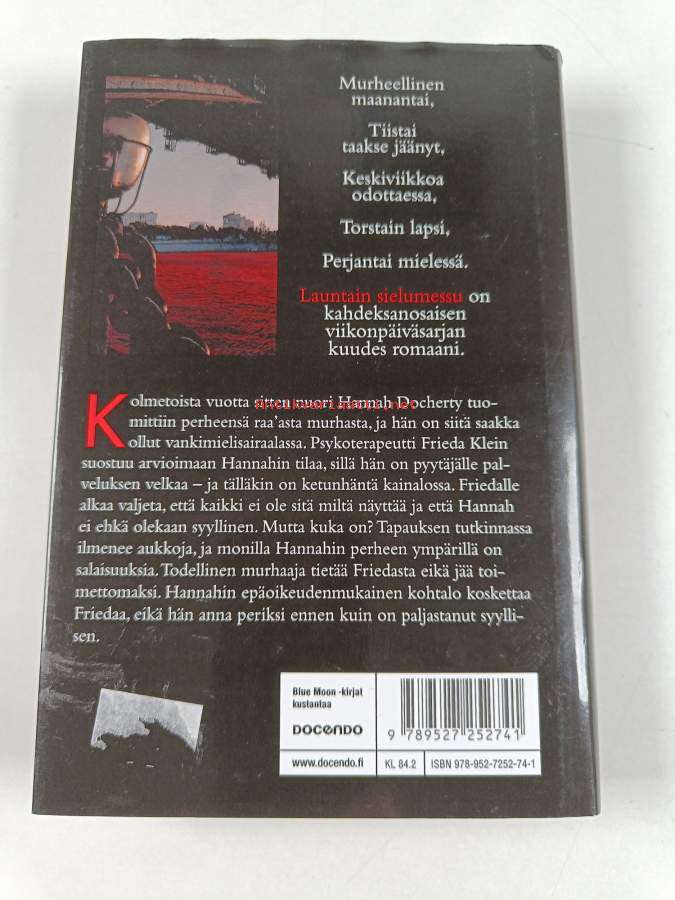 Murheellinen
maanantai,
Tiistai
taakse jäänyt,
Keskiviikkoa
odottaessa,
Torstain lapsi,
Perjantai mielessä.
Launtain sielumessu on
kahdeksanosaisen
viikonpäiväsarjan
kuudes romaani.
Kolmetoista vuotta sitten nuori Hannah Docherty tuo-
mittiin perheensä raa'asta murhasta, ja hän on siitä saakka
ollut vankimielisairaalassa. Psykoterapeutti Frieda Klein
suostuu arvioimaan Hannahin tilaa, sillä hän on pyytäjälle pal-
veluksen velkaa – ja tälläkin on ketunhäntä kainalossa. Friedalle
alkaa valjeta, että kaikki ei ole sitä miltä näyttää ja että Hannah
ei ehkä olekaan syyllinen. Mutta kuka on? Tapauksen tutkinnassa
ilmenee aukkoja, ja monilla Hannahin perheen ympärillä on
salaisuuksia. Todellinen murhaaja tietää Friedasta eikä jää toi-
mettomaksi. Hannahin epäoikeudenmukainen kohtalo koskettaa
Friedaa, eikä hän anna periksi ennen kuin on paljastanut syylli-
sen.
antikvariaatti.net
Blue Moon -kirjat
kustantaa
DOCENDO
www.docendo.fi
9 789527 252741
KL 84.2
ISBN 978-952-7252-74-1